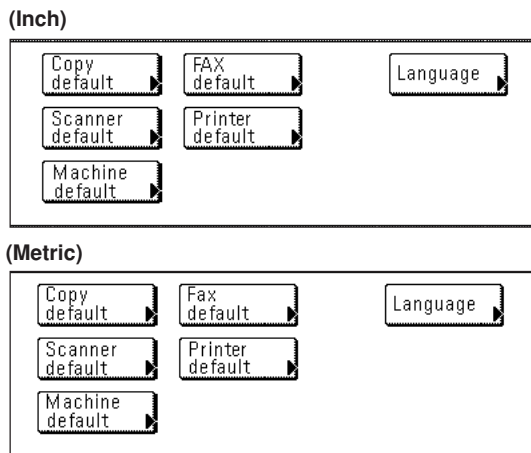 (Inch)
Copy
default
FAX
default
Language
Scanner
default
Printer
default
Machine
default
(Metric)
Copy
default
Fax
default
Language
Scanner
default
Printer
default
Machine
default